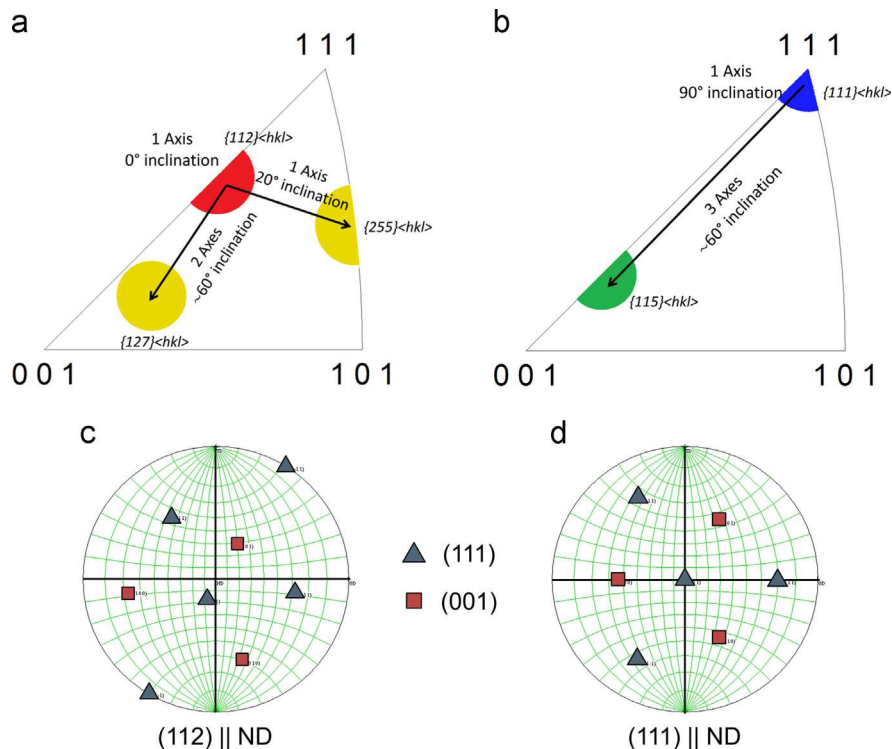 a
1 1 1
1 Axis
0° inclination
{112}<hkl>
1 Axis
20° inclination
2 Axes
~60° inclination
{255}<hkl>
{127}<hkl>
0 0 1
1 0 1
b
1 1 1
1 Axis
90° inclination
{111}<hkl>
3 Axes
~60° inclination
{115}<hkl>
0 0 1
1 0 1
c
d
(111)
(001)
(112) || ND
(111) || ND